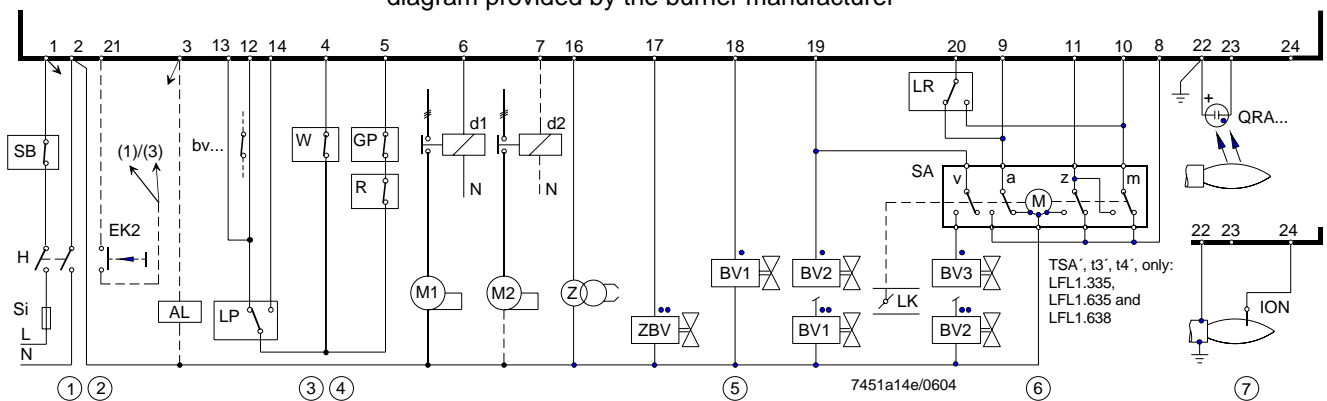 diagram provided by the burner manufacturer
1 2 21 3 13 12 14 4 5 6 7 16 17 18 19 20 9 11 10 8 22 23 24
LR
+
QRA...
SB
(1)/(3)
bv...
W
GP
d1
d2
R
N
N
SA
v
a
z
m
M
EK2
H
BV1
BV2
BV3
TSA´, t3´, t4´, only:
LFL1.335,
LFL1.635 and
LFL1.638
22 23 24
M1
M2
Z
LK
Si
AL
LP
ZBV
BV1
BV2
ION
L
N
1 2 3 4 5 7451a14e/0604 6 7